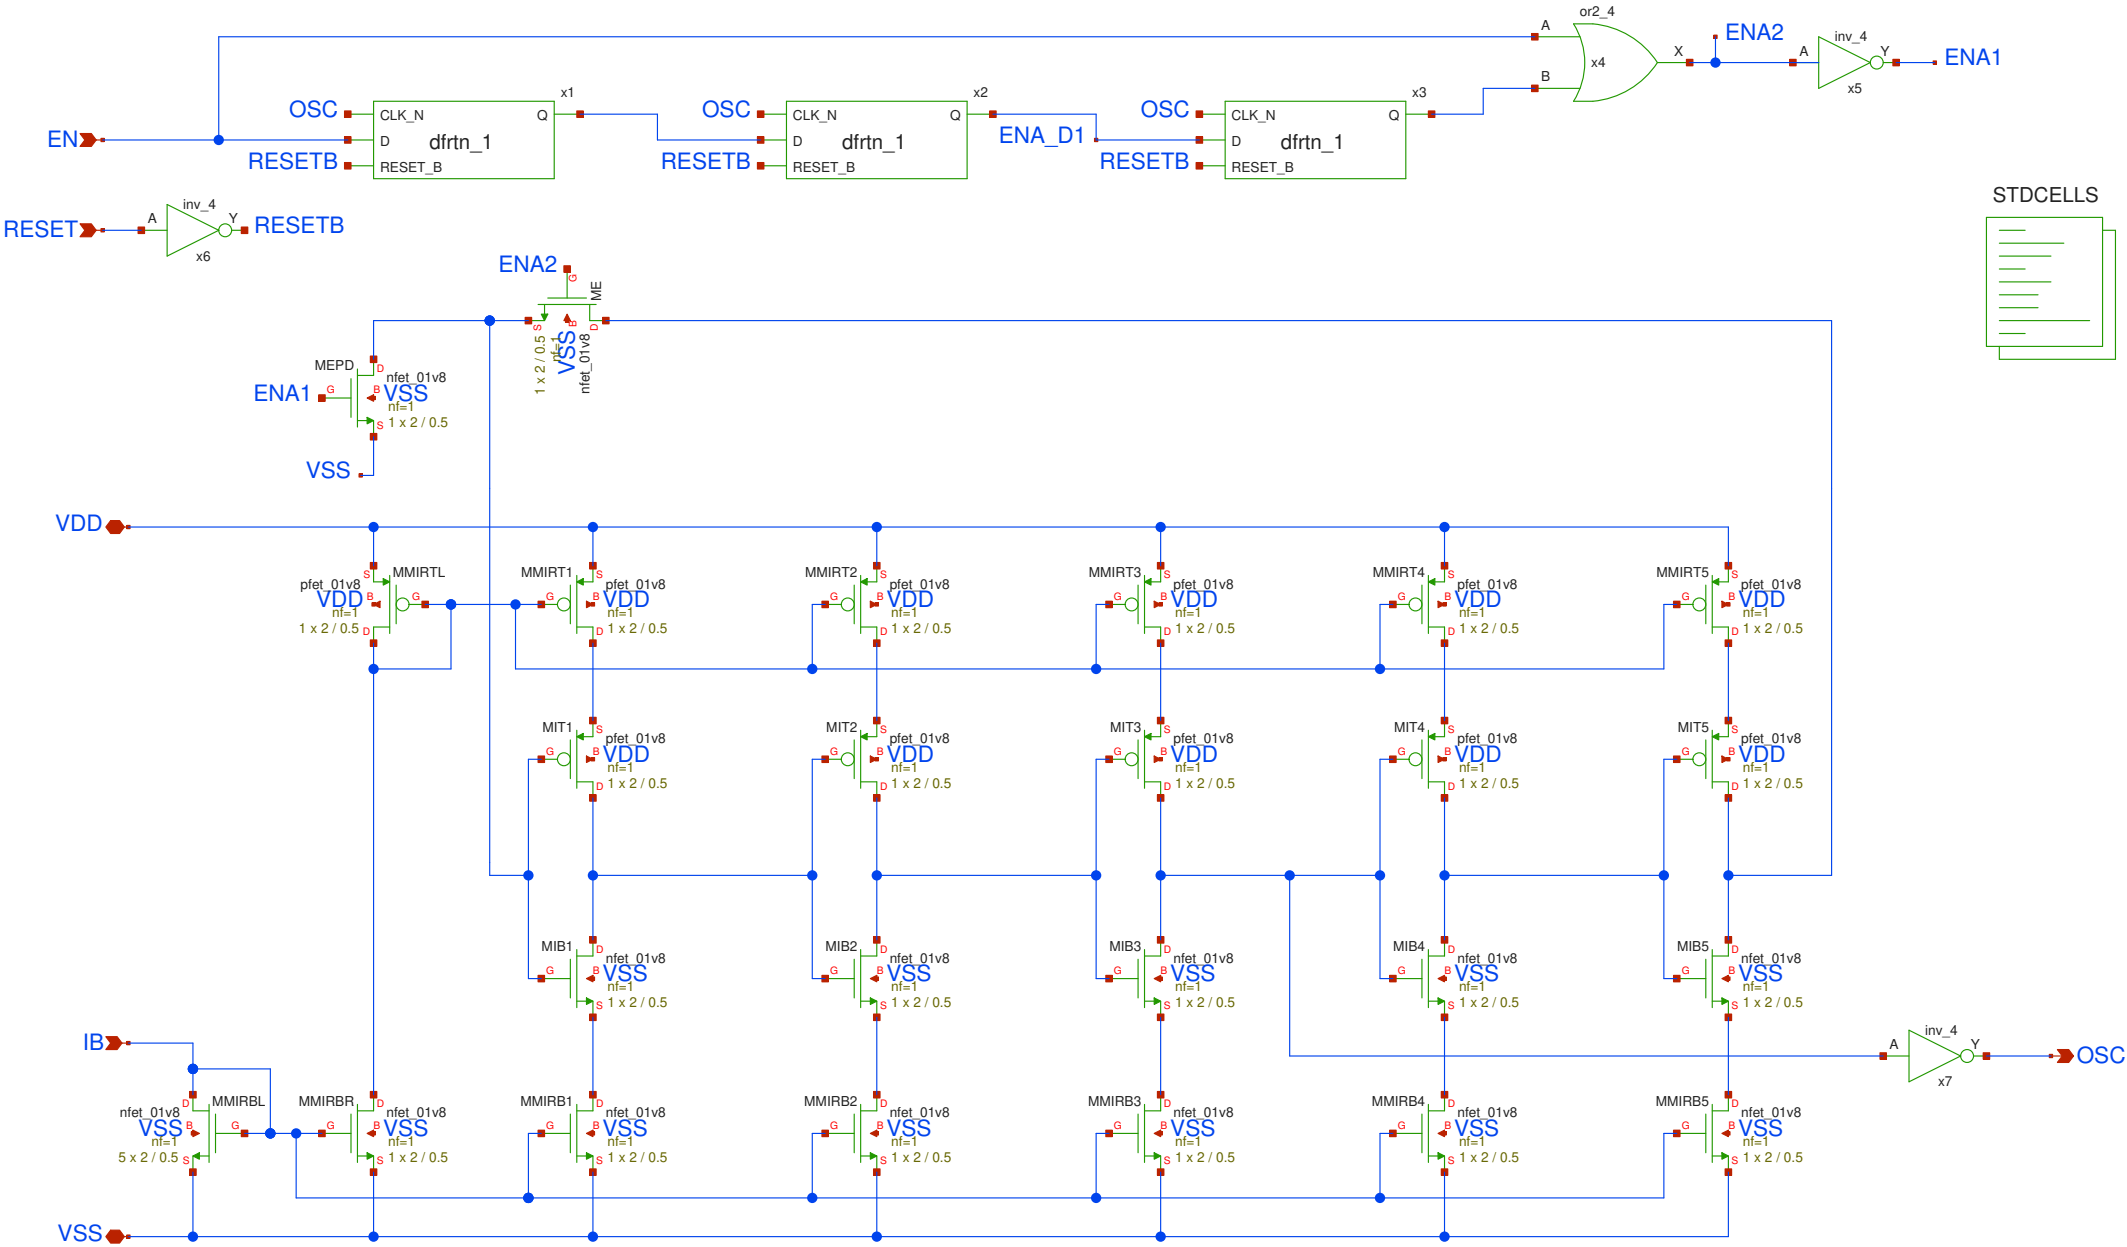 or2_4
A
ENA2
inv_4
X
A
Y
ENA1
x4
B
x5
x1
x2
x3
OSC
CLK_N
Q
OSC
CLK_N
Q
OSC
CLK_N
Q
EN
D
dfrtn_1
D
dfrtn_1
ENA_D1
D
dfrtn_1
RESETB
RESET_B
RESETB
RESET_B
RESETB
RESET_B
STDCELLS
inv_4
RESET
A
Y
RESETB
x6
ENA2
G
ME
S
B
D
VSS
nf=1
1 x 2 / 0.5
nfet_01v8
MEPD
D
nfet_01v8
ENA1
G
B
VSS
nf=1
S
1 x 2 / 0.5
VSS
VDD
S
MMIRTL
pfet_01v8
B
VDD
G
nf=1
1 x 2 / 0.5
D
MMIRT1
S
pfet_01v8
G
B
VDD
nf=1
D
1 x 2 / 0.5
MMIRT2
S
pfet_01v8
G
B
VDD
nf=1
D
1 x 2 / 0.5
MMIRT3
S
pfet_01v8
G
B
VDD
nf=1
D
1 x 2 / 0.5
MMIRT4
S
pfet_01v8
G
B
VDD
nf=1
D
1 x 2 / 0.5
MMIRT5
S
pfet_01v8
G
B
VDD
nf=1
D
1 x 2 / 0.5
MIT1
S
pfet_01v8
G
B
VDD
nf=1
D
1 x 2 / 0.5
MIT2
S
pfet_01v8
G
B
VDD
nf=1
D
1 x 2 / 0.5
MIT3
S
pfet_01v8
G
B
VDD
nf=1
D
1 x 2 / 0.5
MIT4
S
pfet_01v8
G
B
VDD
nf=1
D
1 x 2 / 0.5
MIT5
S
pfet_01v8
G
B
VDD
nf=1
D
1 x 2 / 0.5
MIB1
D
nfet_01v8
G
B
VSS
nf=1
S
1 x 2 / 0.5
MIB2
D
nfet_01v8
G
B
VSS
nf=1
S
1 x 2 / 0.5
MIB3
D
nfet_01v8
G
B
VSS
nf=1
S
1 x 2 / 0.5
MIB4
D
nfet_01v8
G
B
VSS
nf=1
S
1 x 2 / 0.5
MIB5
D
nfet_01v8
G
B
VSS
nf=1
S
1 x 2 / 0.5
inv_4
A
Y
OSC
x7
IB
D
MMIRBL
nfet_01v8
B
VSS
G
nf=1
5 x 2 / 0.5
S
MMIRBR
D
nfet_01v8
G
B
VSS
nf=1
S
1 x 2 / 0.5
MMIRB1
D
nfet_01v8
G
B
VSS
nf=1
S
1 x 2 / 0.5
MMIRB2
D
nfet_01v8
G
B
VSS
nf=1
S
1 x 2 / 0.5
MMIRB3
D
nfet_01v8
G
B
VSS
nf=1
S
1 x 2 / 0.5
MMIRB4
D
nfet_01v8
G
B
VSS
nf=1
S
1 x 2 / 0.5
MMIRB5
D
nfet_01v8
G
B
VSS
nf=1
S
1 x 2 / 0.5
VSS